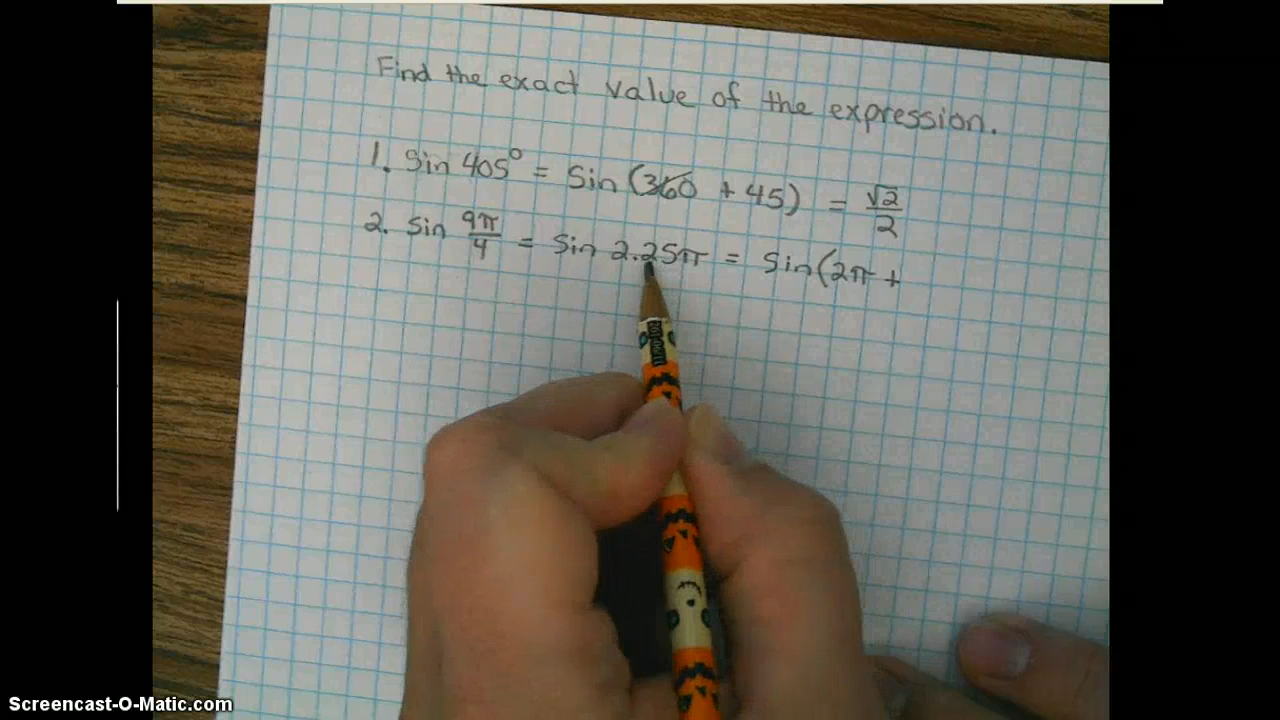 Find the exact value of the expression.
1. Sin 405° = Sin (360 + 45) = √2/2
2. Sin 9π/4 = Sin 2.25π = Sin(2π +
Screencast-O-Matic.com